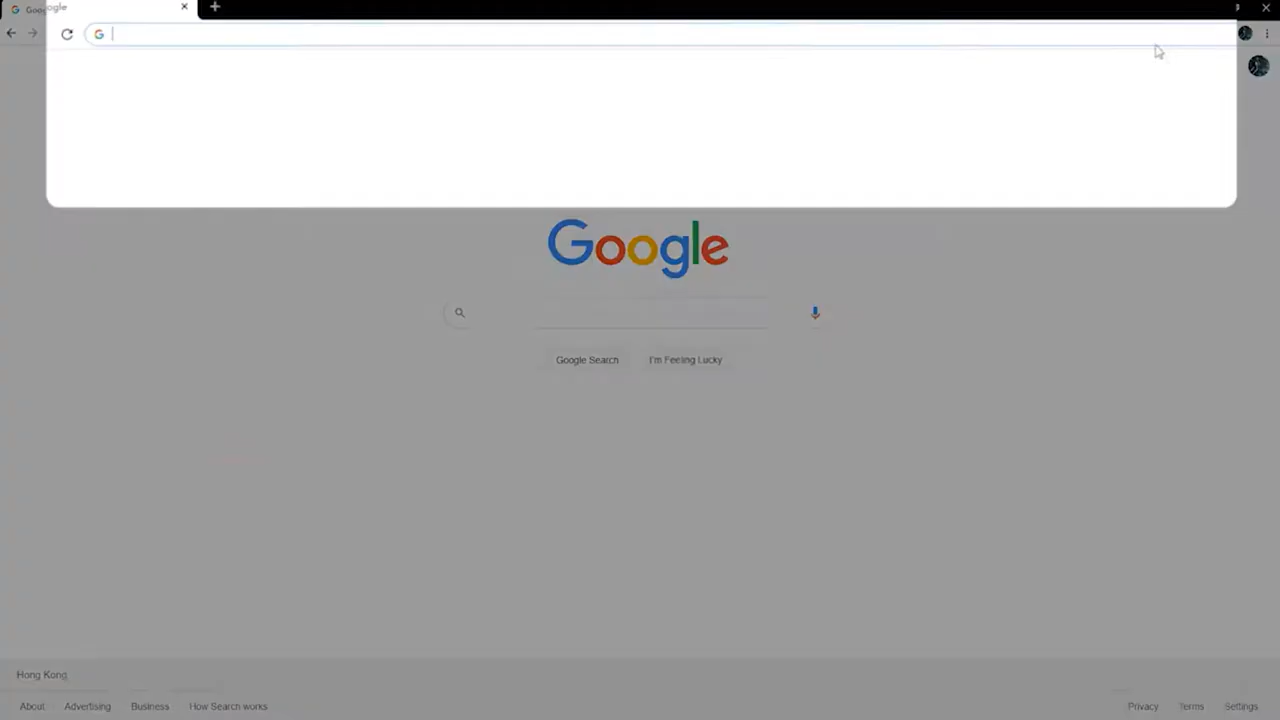 Google
Google
Google Search I'm Feeling Lucky
Hong Kong
About Advertising Business How Search works Privacy Terms Settings